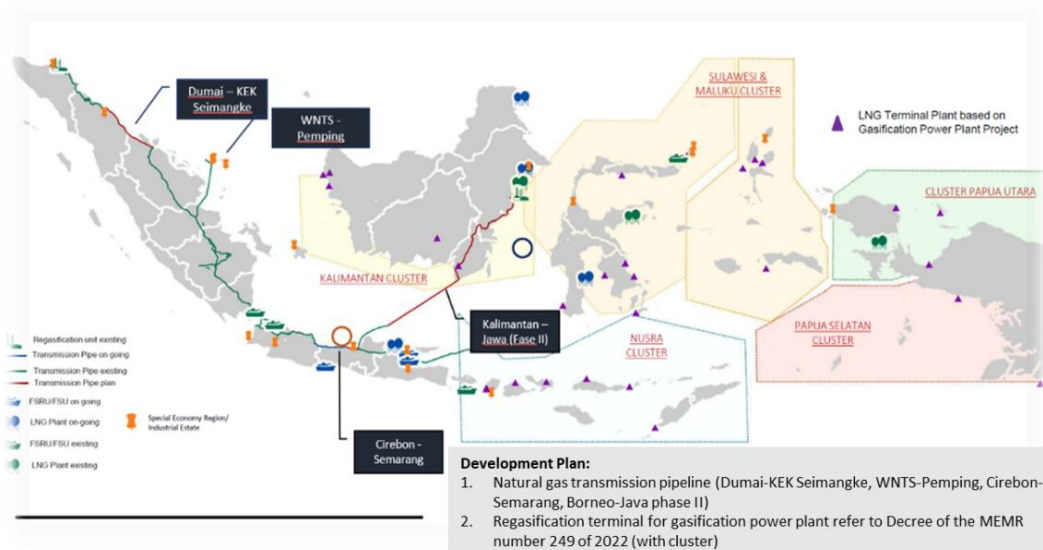 Dumai – KEK
Seimangke
WNTS -
Pemping
SULAWESI &
MALUKU CLUSTER
LNG Terminal Plant based on
Gasification Power Plant Project
CLUSTER PAPUA UTARA
KALIMANTAN CLUSTER
Kalimantan –
Jawa (Fase II)
NUSRA
CLUSTER
PAPUA SELATAN
CLUSTER
Regasification unit existing
Transmission Pipe on going
Transmission Pipe existing
Transmission Pipe plan
FSRU/FSU on going
LNG Plant on-going
FSRU/FSU existing
LNG Plant existing
Special Economy Region/
Industrial Estate
Cirebon -
Semarang
Development Plan:
1. Natural gas transmission pipeline (Dumai-KEK Seimangke, WNTS-Pemping, Cirebon-
Semarang, Borneo-Java phase II)
2. Regasification terminal for gasification power plant refer to Decree of the MEMR
number 249 of 2022 (with cluster)